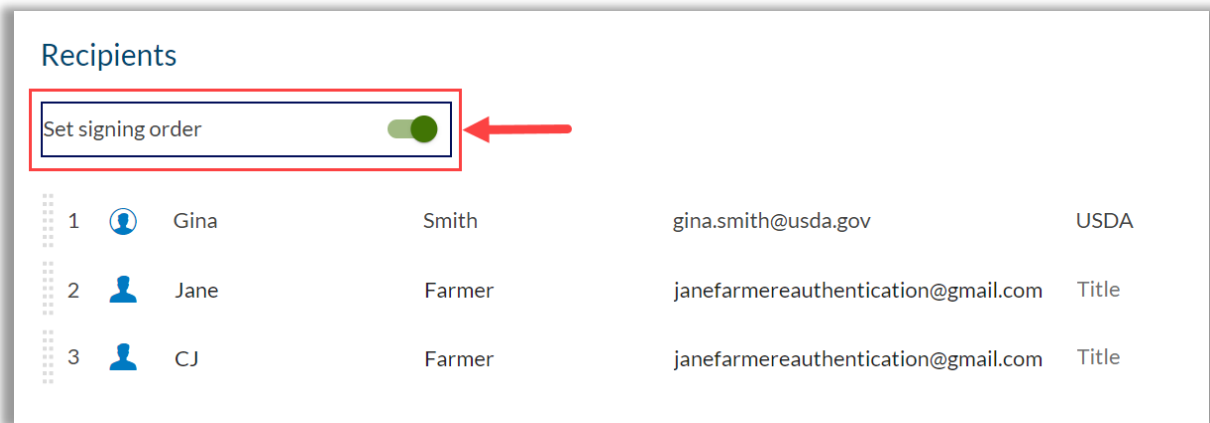 Recipients
Set signing order
1 Gina Smith gina.smith@usda.gov USDA
2 Jane Farmer janefarmereauthentication@gmail.com Title
3 CJ Farmer janefarmereauthentication@gmail.com Title